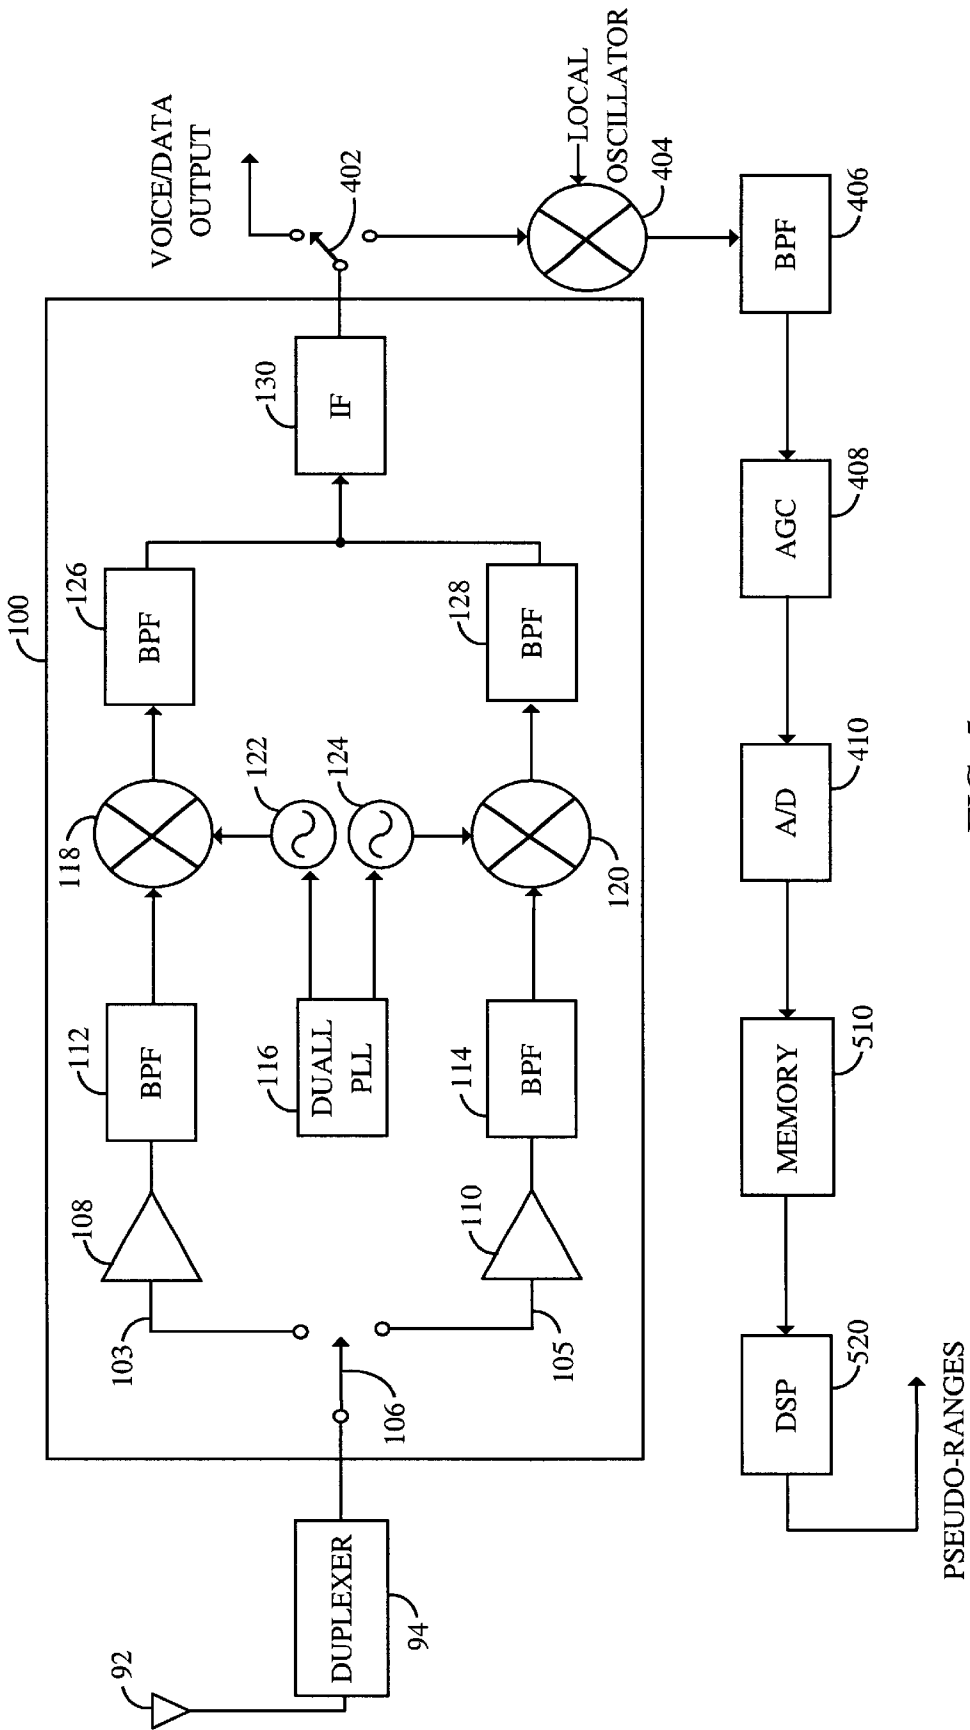 100
VOICE/DATA
OUTPUT
92
DUPLEXER
94
103
105
106
108
110
112
BPF
114
BPF
116
DUALL
PLL
118
120
122
124
126
BPF
128
BPF
130
IF
402
LOCAL
OSCILLATOR
404
BPF
406
AGC
408
A/D
410
MEMORY
510
DSP
520
PSEUDO-RANGES